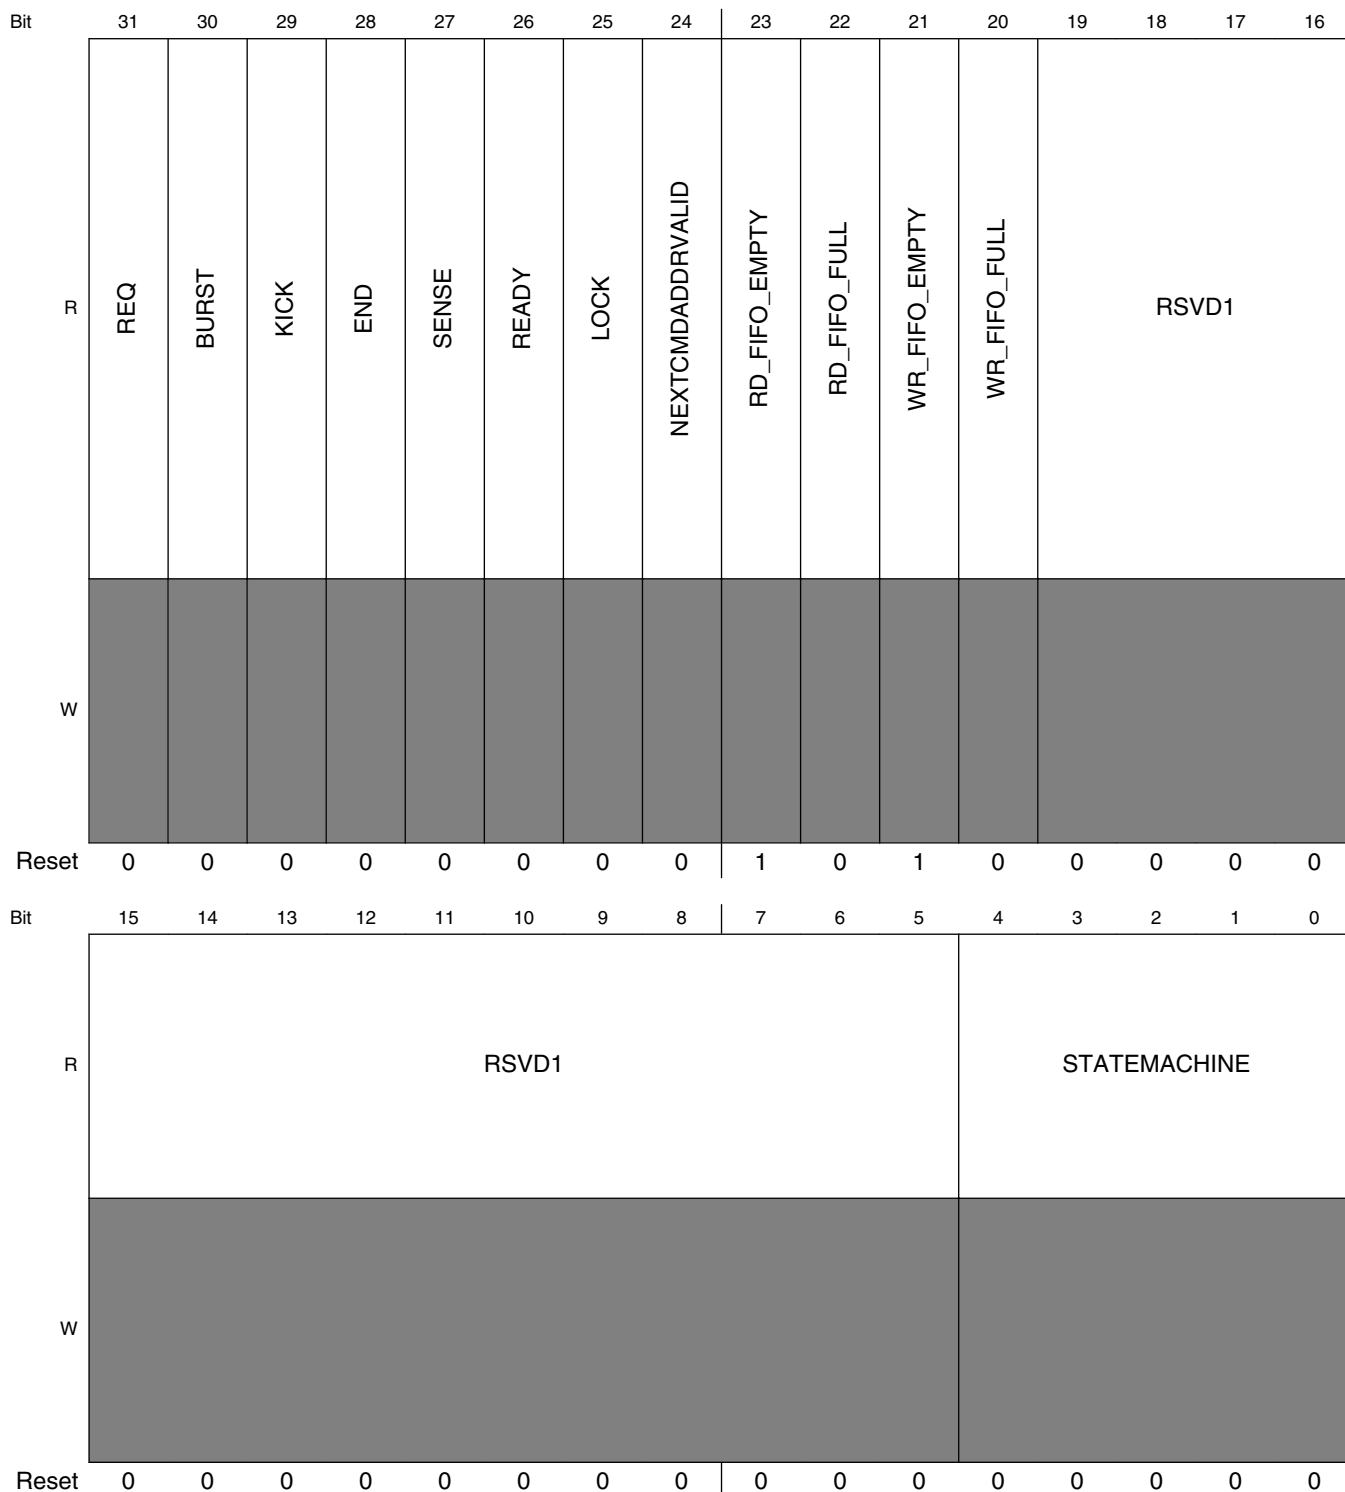 Bit 31 30 29 28 27 26 25 24 23 22 21 20 19 18 17 16
R REQ BURST KICK END SENSE READY LOCK NEXTCMDADDRVALID RD_FIFO_EMPTY RD_FIFO_FULL WR_FIFO_EMPTY WR_FIFO_FULL RSVD1
W
Reset 0 0 0 0 0 0 0 0 1 0 1 0 0 0 0 0
Bit 15 14 13 12 11 10 9 8 7 6 5 4 3 2 1 0
R RSVD1 STATEMACHINE
W
Reset 0 0 0 0 0 0 0 0 0 0 0 0 0 0 0 0